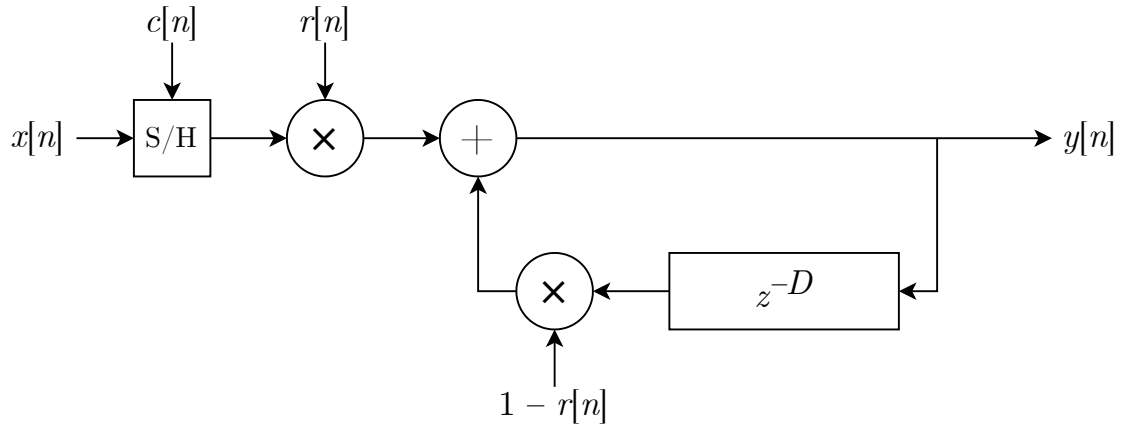 c[n] r[n]
x[n] S/H × + y[n]
× z^{-D}
1 − r[n]